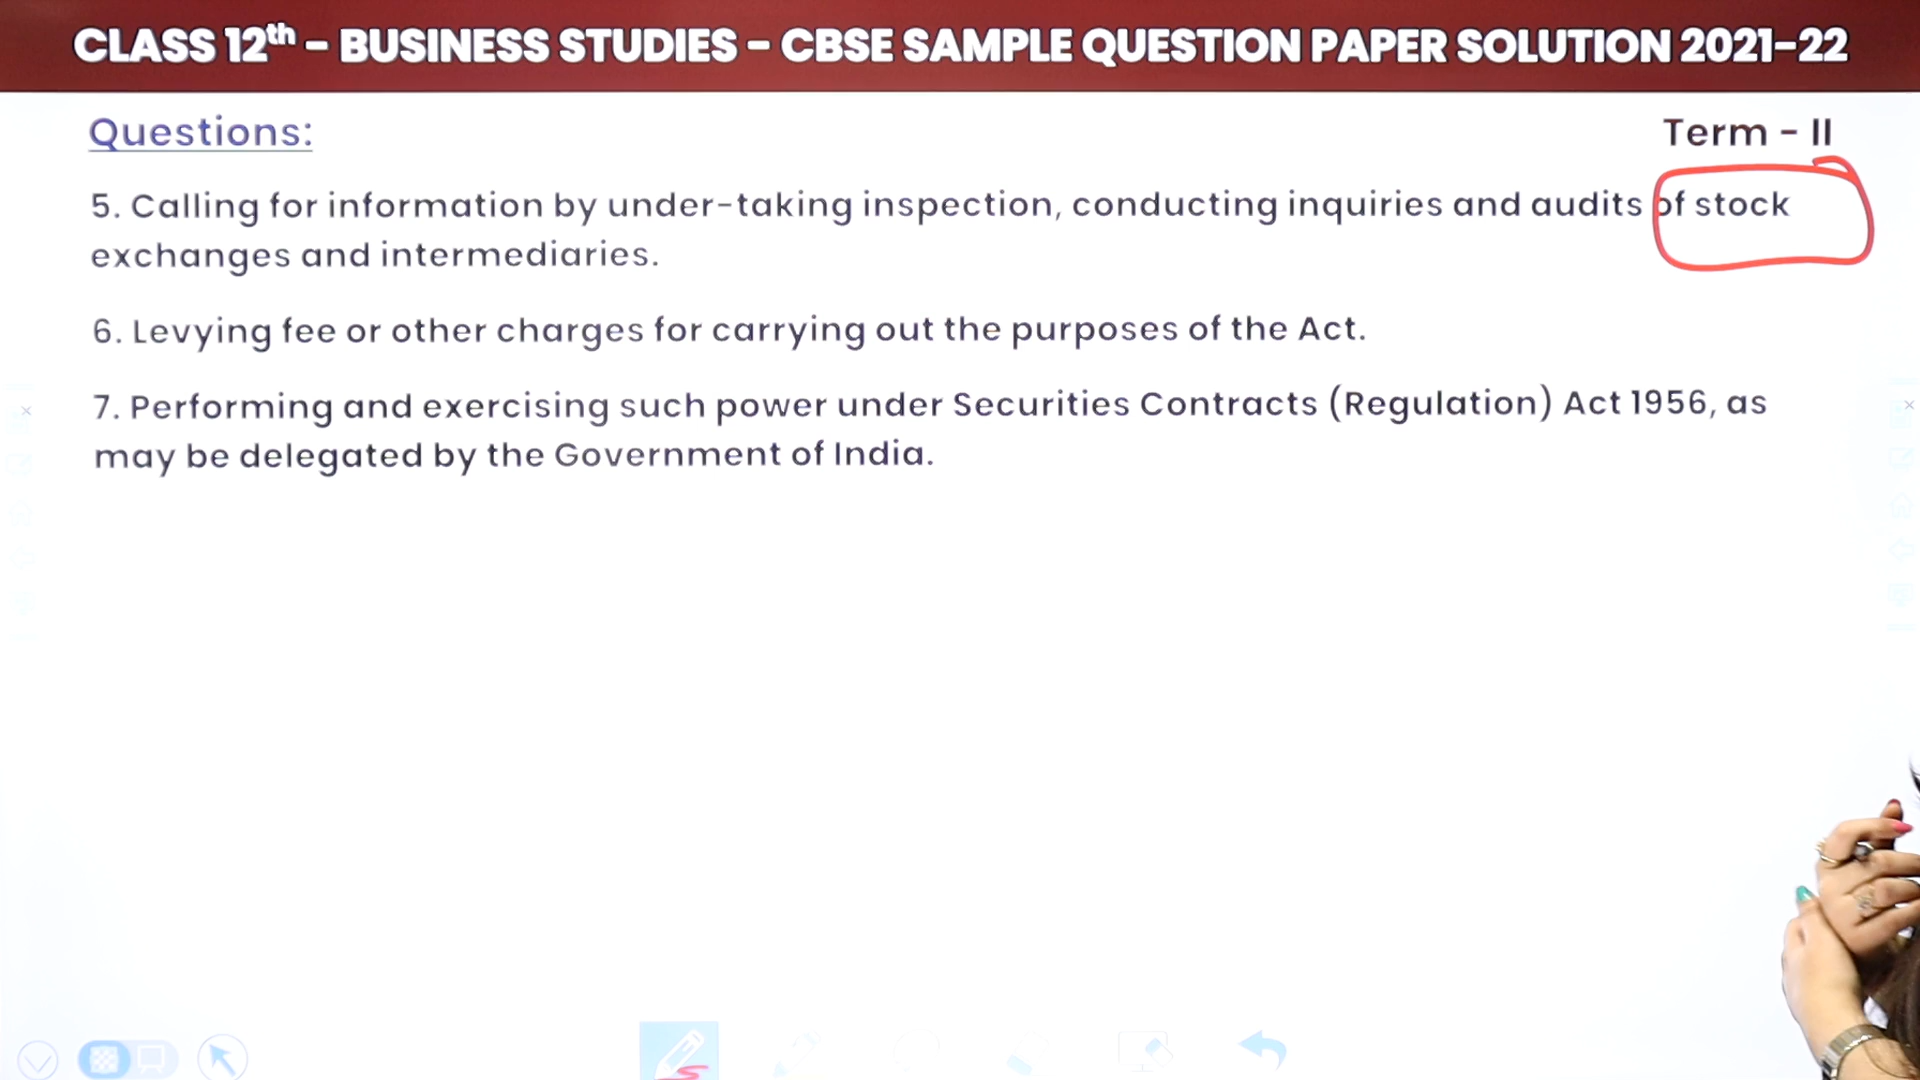 CLASS 12th – BUSINESS STUDIES – CBSE SAMPLE QUESTION PAPER SOLUTION 2021–22
Questions:
Term – II
5. Calling for information by under-taking inspection, conducting inquiries and audits of stock
exchanges and intermediaries.
6. Levying fee or other charges for carrying out the purposes of the Act.
7. Performing and exercising such power under Securities Contracts (Regulation) Act 1956, as
may be delegated by the Government of India.